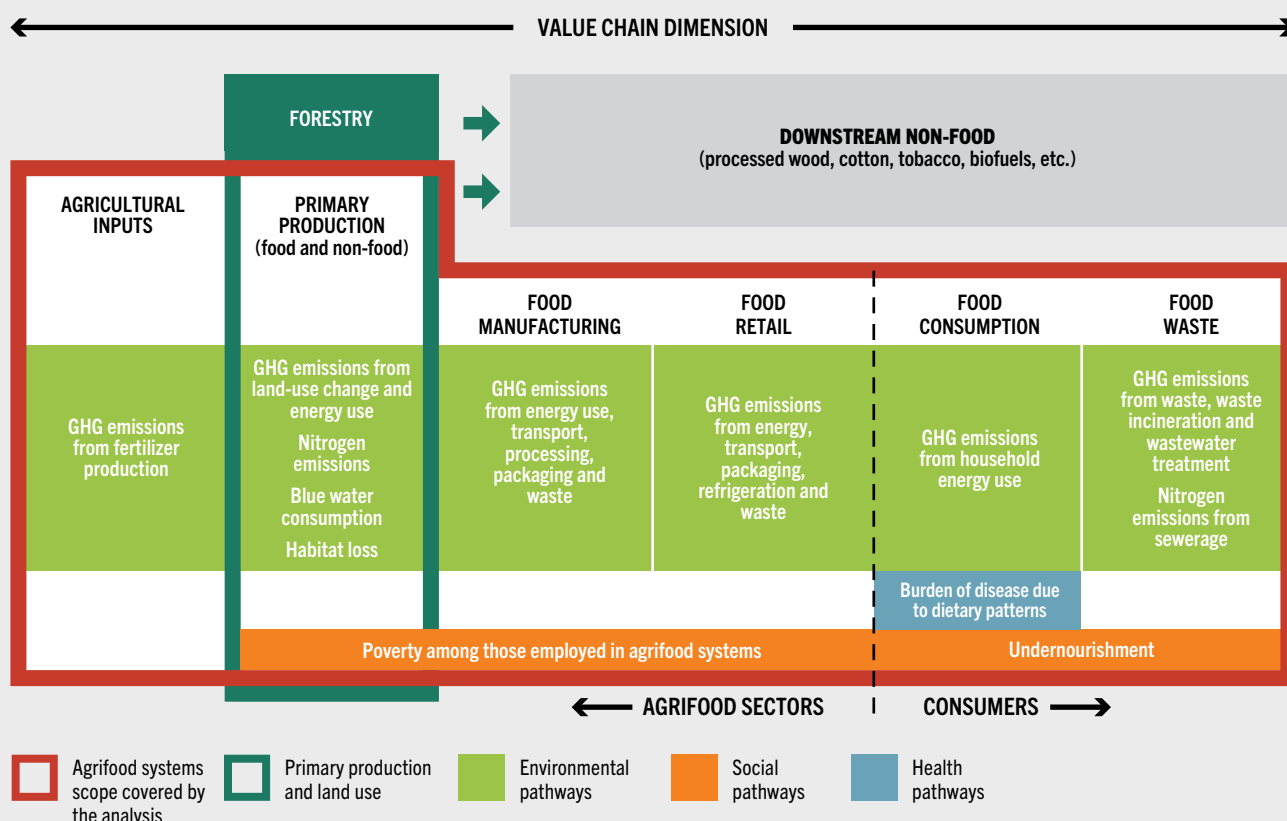 VALUE CHAIN DIMENSION
FORESTRY
DOWNSTREAM NON-FOOD
(processed wood, cotton, tobacco, biofuels, etc.)
AGRICULTURAL
INPUTS
PRIMARY
PRODUCTION
(food and non-food)
FOOD
MANUFACTURING
FOOD
RETAIL
FOOD
CONSUMPTION
FOOD
WASTE
GHG emissions
from fertilizer
production
GHG emissions from
land-use change and
energy use
Nitrogen
emissions
Blue water
consumption
Habitat loss
GHG emissions
from energy use,
transport,
processing,
packaging and
waste
GHG emissions
from energy,
transport,
packaging,
refrigeration and
waste
GHG emissions
from household
energy use
GHG emissions
from waste, waste
incineration and
wastewater
treatment
Nitrogen
emissions from
sewerage
Burden of disease due
to dietary patterns
Poverty among those employed in agrifood systems
Undernourishment
AGRIFOOD SECTORS
CONSUMERS
Agrifood systems
scope covered by
the analysis
Primary production
and land use
Environmental
pathways
Social
pathways
Health
pathways